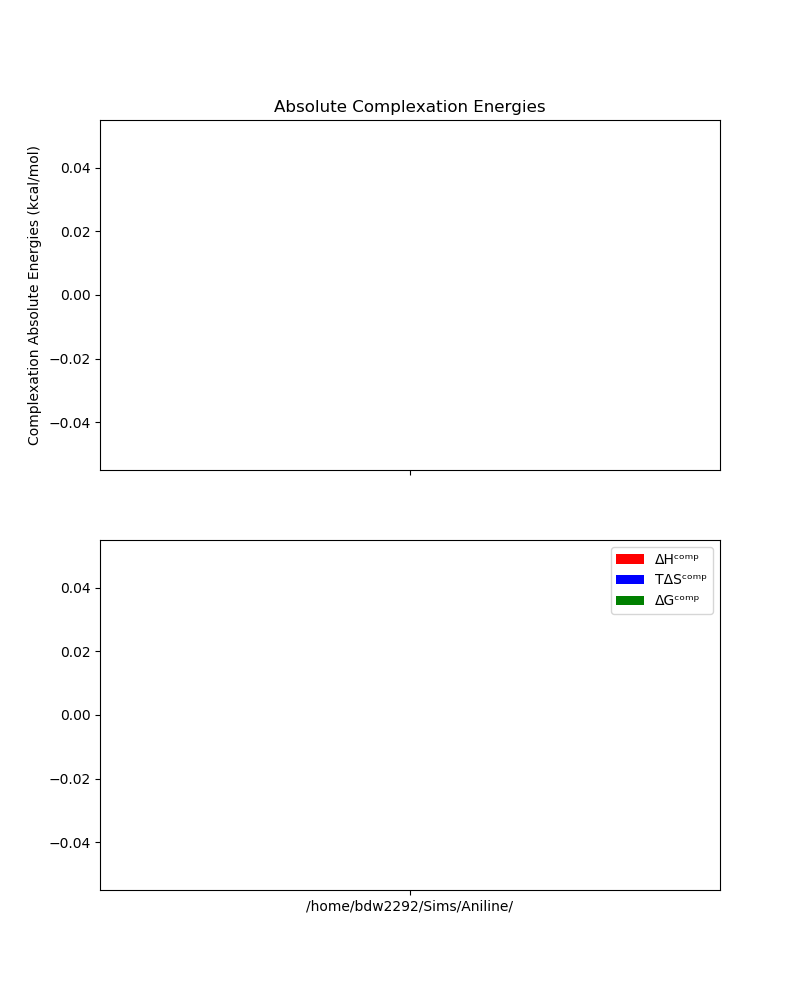 Absolute Complexation Energies
Complexation Absolute Energies (kcal/mol)
0.04
0.02
0.00
−0.02
−0.04
0.04
0.02
0.00
−0.02
−0.04
ΔHᶜᵒᵐᵖ
TΔSᶜᵒᵐᵖ
ΔGᶜᵒᵐᵖ
/home/bdw2292/Sims/Aniline/